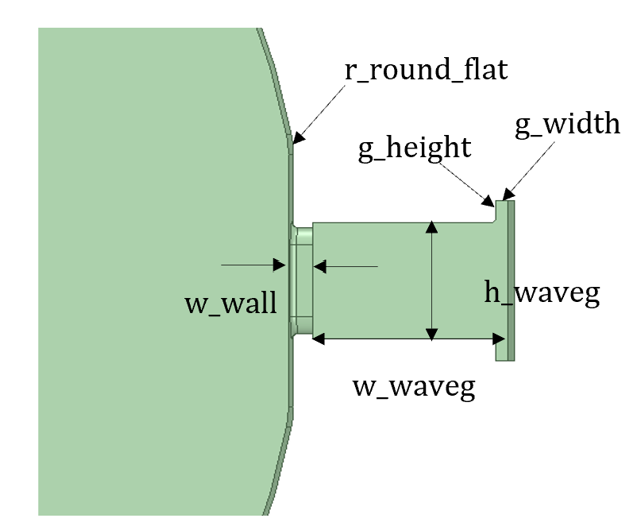 r_round_flat
g_width
g_height
h_waveg
w_wall
w_waveg